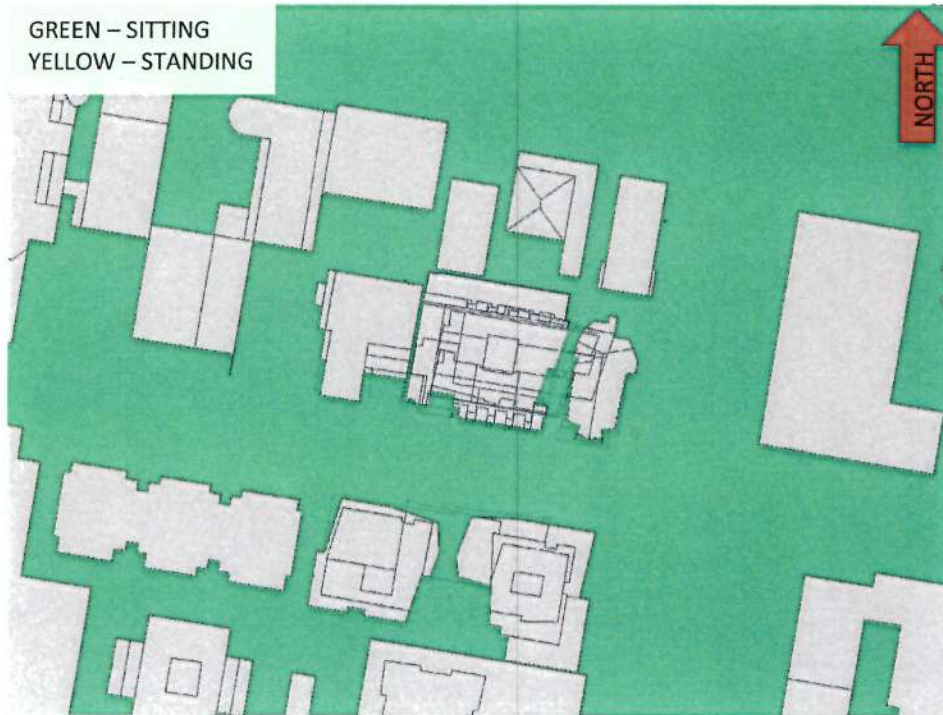 GREEN – SITTING
YELLOW – STANDING
NORTH